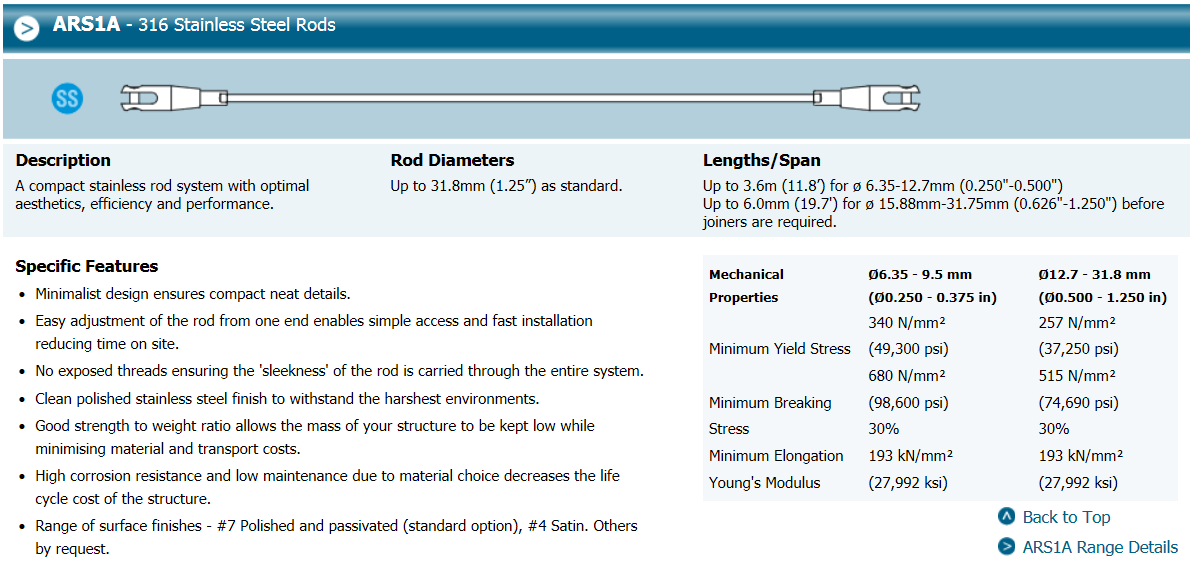 ARS1A - 316 Stainless Steel Rods
SS
Description
A compact stainless rod system with optimal
aesthetics, efficiency and performance.
Rod Diameters
Up to 31.8mm (1.25”) as standard.
Lengths/Span
Up to 3.6m (11.8’) for ø 6.35-12.7mm (0.250"-0.500")
Up to 6.0mm (19.7') for ø 15.88mm-31.75mm (0.626"-1.250") before
joiners are required.
Specific Features
• Minimalist design ensures compact neat details.
• Easy adjustment of the rod from one end enables simple access and fast installation
reducing time on site.
• No exposed threads ensuring the 'sleekness' of the rod is carried through the entire system.
• Clean polished stainless steel finish to withstand the harshest environments.
• Good strength to weight ratio allows the mass of your structure to be kept low while
minimising material and transport costs.
• High corrosion resistance and low maintenance due to material choice decreases the life
cycle cost of the structure.
• Range of surface finishes - #7 Polished and passivated (standard option), #4 Satin. Others
by request.
Mechanical Ø6.35 - 9.5 mm Ø12.7 - 31.8 mm
Properties (Ø0.250 - 0.375 in) (Ø0.500 - 1.250 in)
340 N/mm² 257 N/mm²
Minimum Yield Stress (49,300 psi) (37,250 psi)
680 N/mm² 515 N/mm²
Minimum Breaking (98,600 psi) (74,690 psi)
Stress 30% 30%
Minimum Elongation 193 kN/mm² 193 kN/mm²
Young's Modulus (27,992 ksi) (27,992 ksi)
Back to Top
ARS1A Range Details